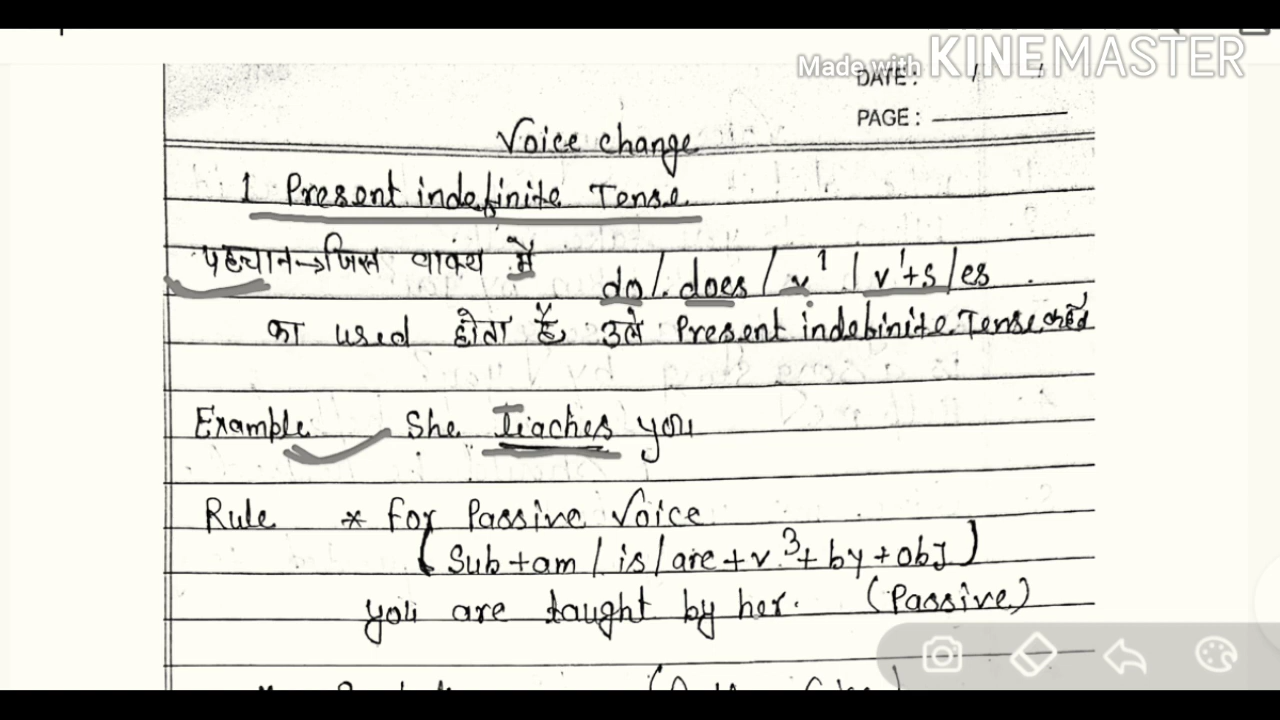 Made with KINEMASTER
DATE: / /
PAGE:
Voice change
1 Present indefinite Tense
पहचान→जिस वाक्य में do/.does/v¹/v¹+s/es
का used होता है उसे Present indebinite Tense कहते
Example She Teaches you
Rule * for Passive Voice
(Sub+am/is/are+v³+by+obj)
you are taught by her. (Passive)